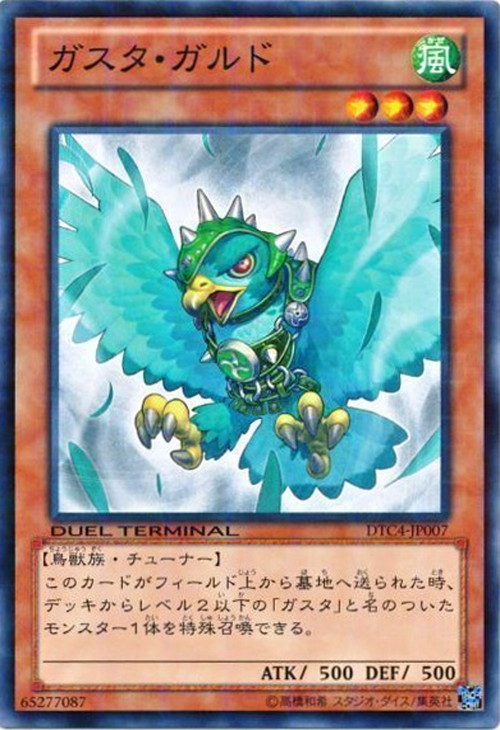 ガスタ・ガルド
風
DUEL TERMINAL
DTC4-JP007
【鳥獣族・チューナー】
このカードがフィールド上から墓地へ送られた時、
デッキからレベル2以下の「ガスタ」と名のついた
モンスター1体を特殊召喚できる。
ATK/ 500 DEF/ 500
65277087
©高橋和希 スタジオ・ダイス/集英社